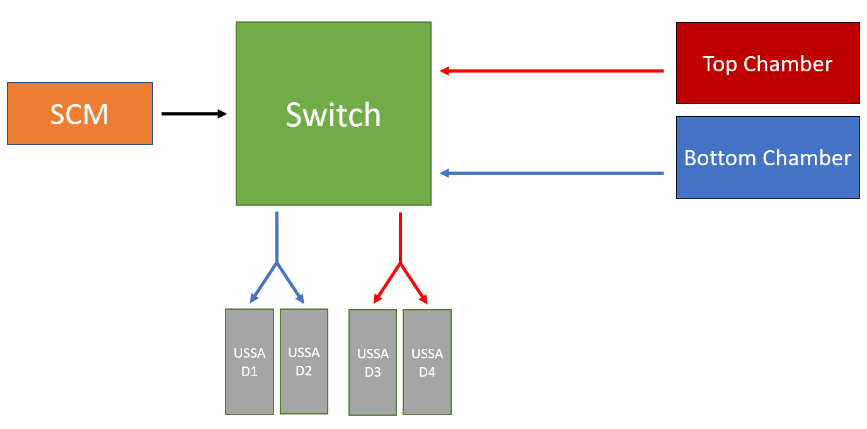 SCM
Switch
Top Chamber
Bottom Chamber
USSA
D1
USSA
D2
USSA
D3
USSA
D4